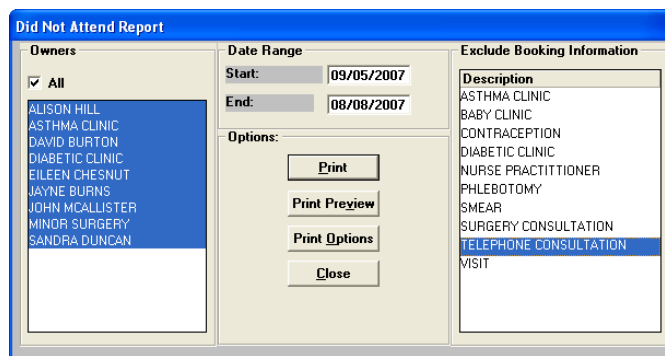 Did Not Attend Report
Owners
All
ALISON HILL
ASTHMA CLINIC
DAVID BURTON
DIABETIC CLINIC
EILEEN CHESNUT
JAYNE BURNS
JOHN MCALLISTER
MINOR SURGERY
SANDRA DUNCAN
Date Range
Start: 09/05/2007
End: 08/08/2007
Options:
Print
Print Preview
Print Options
Close
Exclude Booking Information
Description
ASTHMA CLINIC
BABY CLINIC
CONTRACEPTION
DIABETIC CLINIC
NURSE PRACTITIONER
PHLEBOTOMY
SMEAR
SURGERY CONSULTATION
TELEPHONE CONSULTATION
VISIT